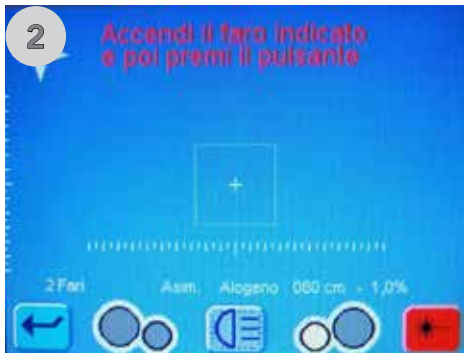 2
Accendi il faro indicato
e poi premi il pulsante
2 Fari Asim. Alogeno 060 cm - 1,0%